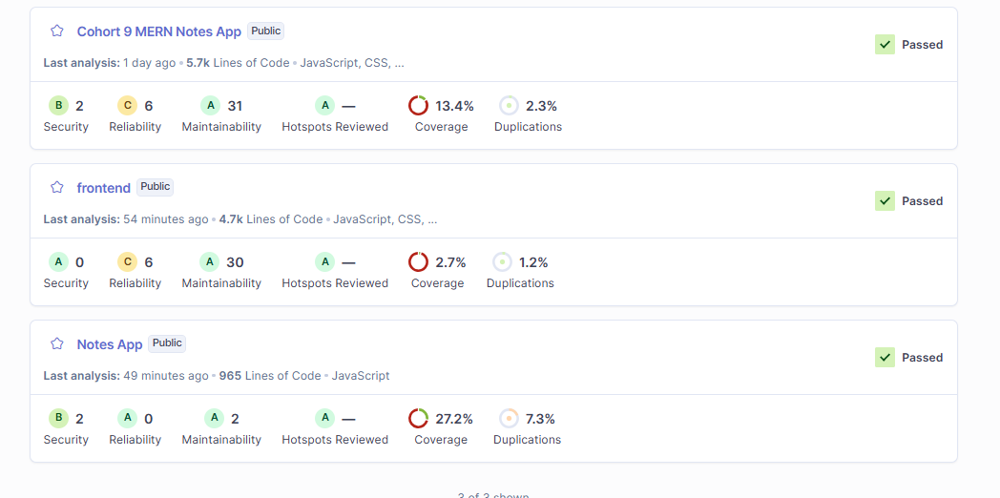 Cohort 9 MERN Notes App Public
Passed
Last analysis: 1 day ago • 5.7k Lines of Code • JavaScript, CSS, ...
B 2 C 6 A 31 A — 13.4% 2.3%
Security Reliability Maintainability Hotspots Reviewed Coverage Duplications
frontend Public
Passed
Last analysis: 54 minutes ago • 4.7k Lines of Code • JavaScript, CSS, ...
A 0 C 6 A 30 A — 2.7% 1.2%
Security Reliability Maintainability Hotspots Reviewed Coverage Duplications
Notes App Public
Passed
Last analysis: 49 minutes ago • 965 Lines of Code • JavaScript
B 2 A 0 A 2 A — 27.2% 7.3%
Security Reliability Maintainability Hotspots Reviewed Coverage Duplications
3 of 3 shown